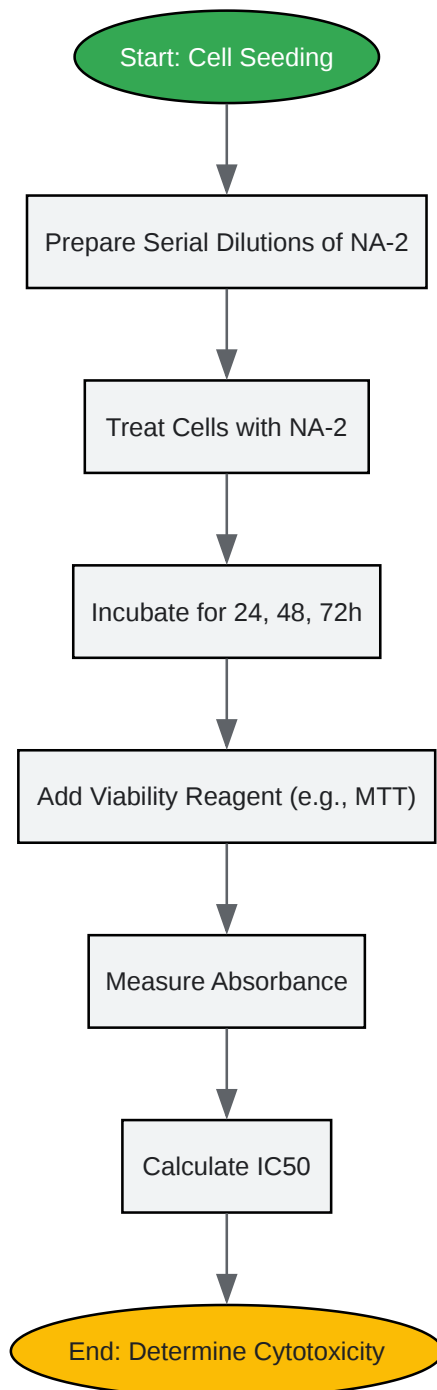 Start: Cell Seeding
Prepare Serial Dilutions of NA-2
Treat Cells with NA-2
Incubate for 24, 48, 72h
Add Viability Reagent (e.g., MTT)
Measure Absorbance
Calculate IC50
End: Determine Cytotoxicity